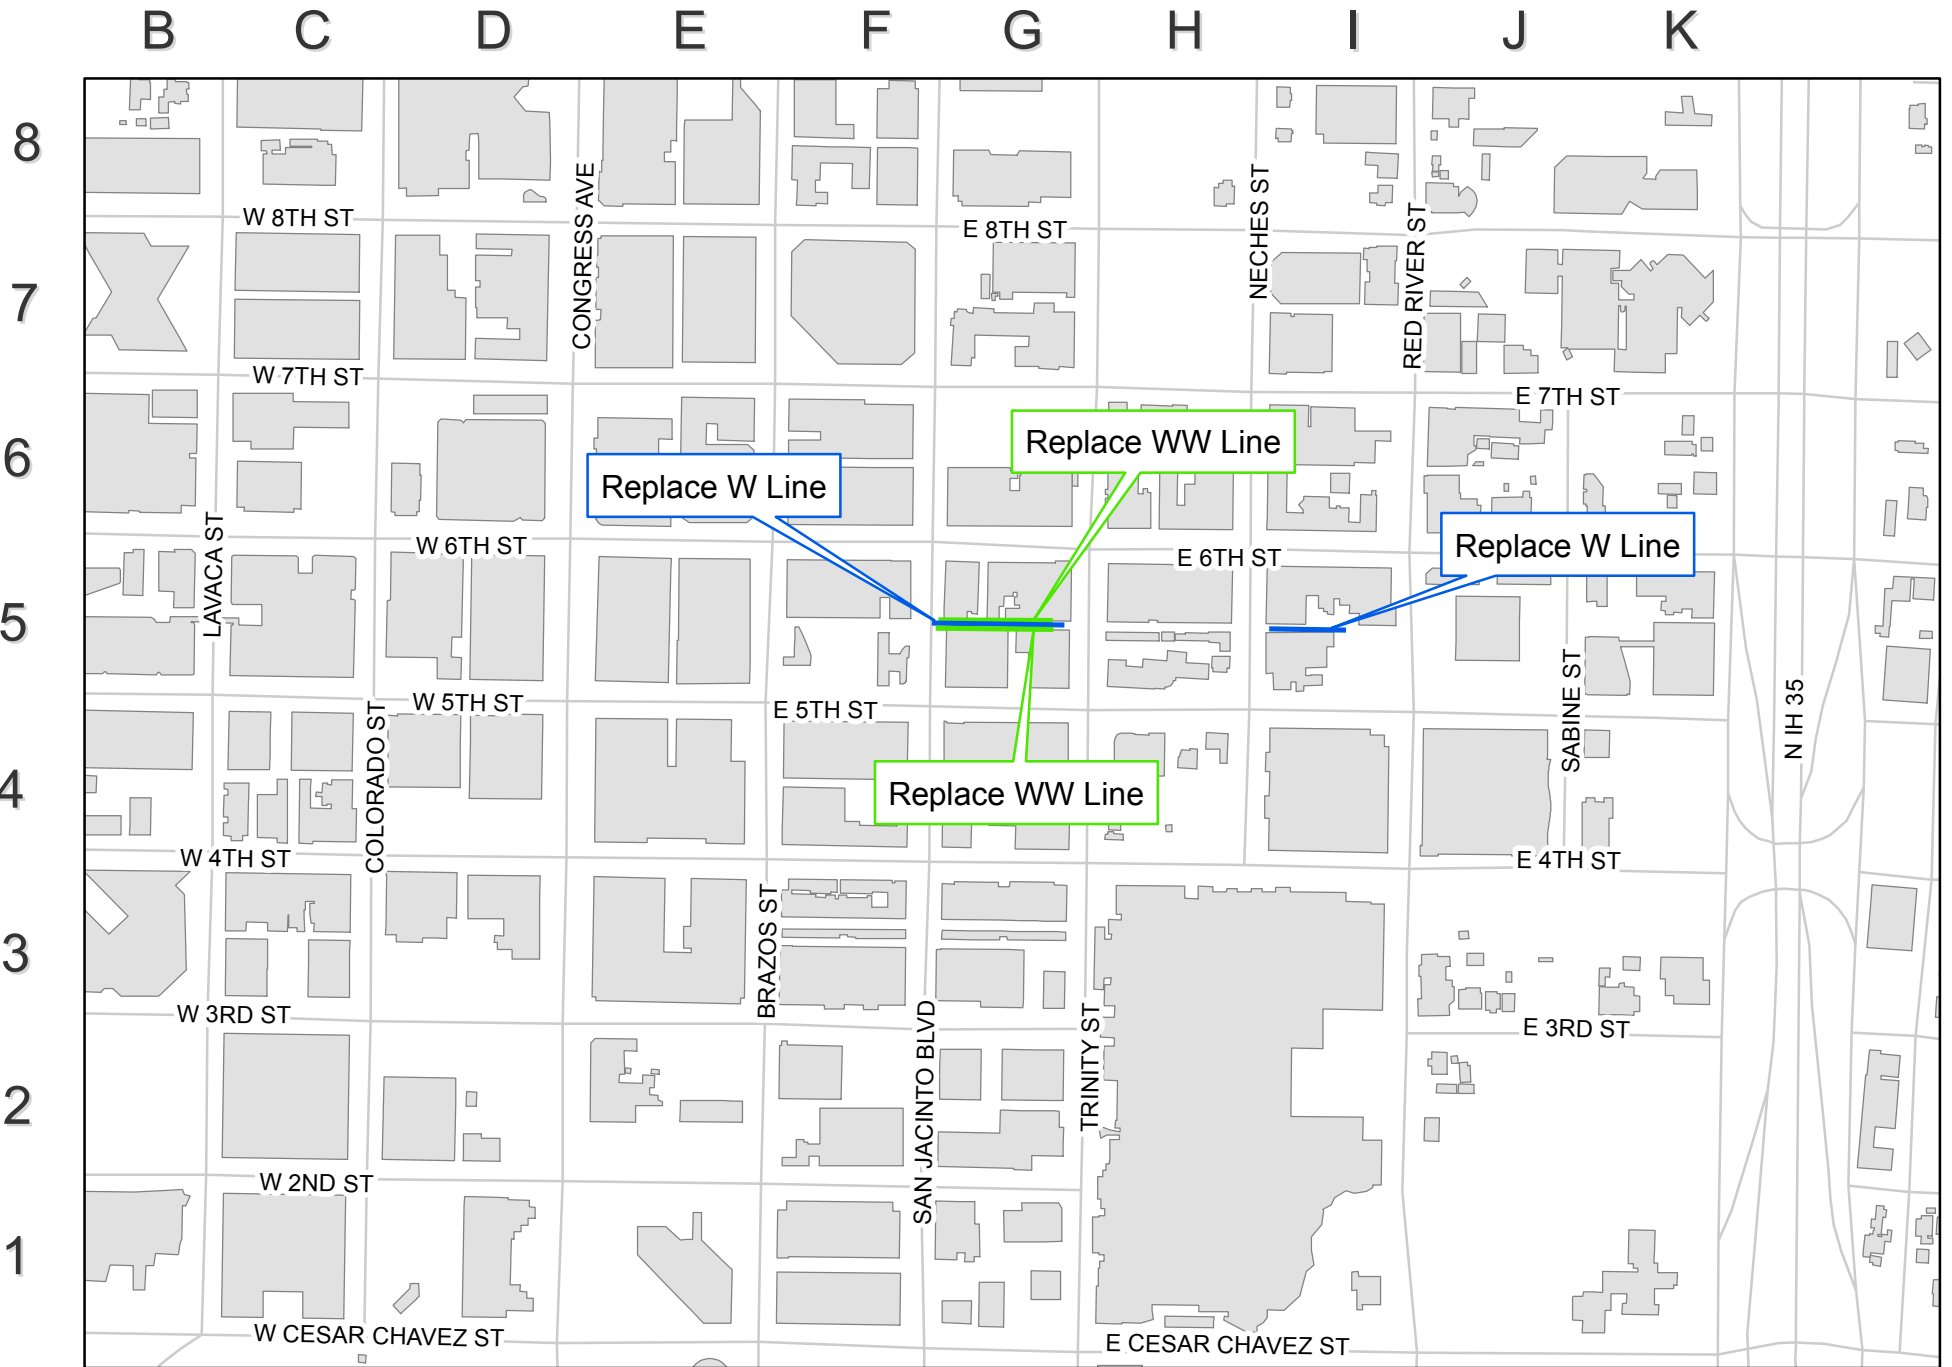 B C D E F G H I J K
8
NECHES ST
CONGRESS AVE
RED RIVER ST
W 8TH ST
E 8TH ST
7
W 7TH ST
E 7TH ST
6
Replace WW Line
Replace W Line
Replace W Line
LAVACA ST
W 6TH ST
E 6TH ST
5
SABINE ST
N IH 35
W 5TH ST
E 5TH ST
COLORADO ST
4
Replace WW Line
W 4TH ST
E 4TH ST
BRAZOS ST
3
W 3RD ST
E 3RD ST
SAN JACINTO BLVD
TRINITY ST
2
W 2ND ST
1
W CESAR CHAVEZ ST
E CESAR CHAVEZ ST